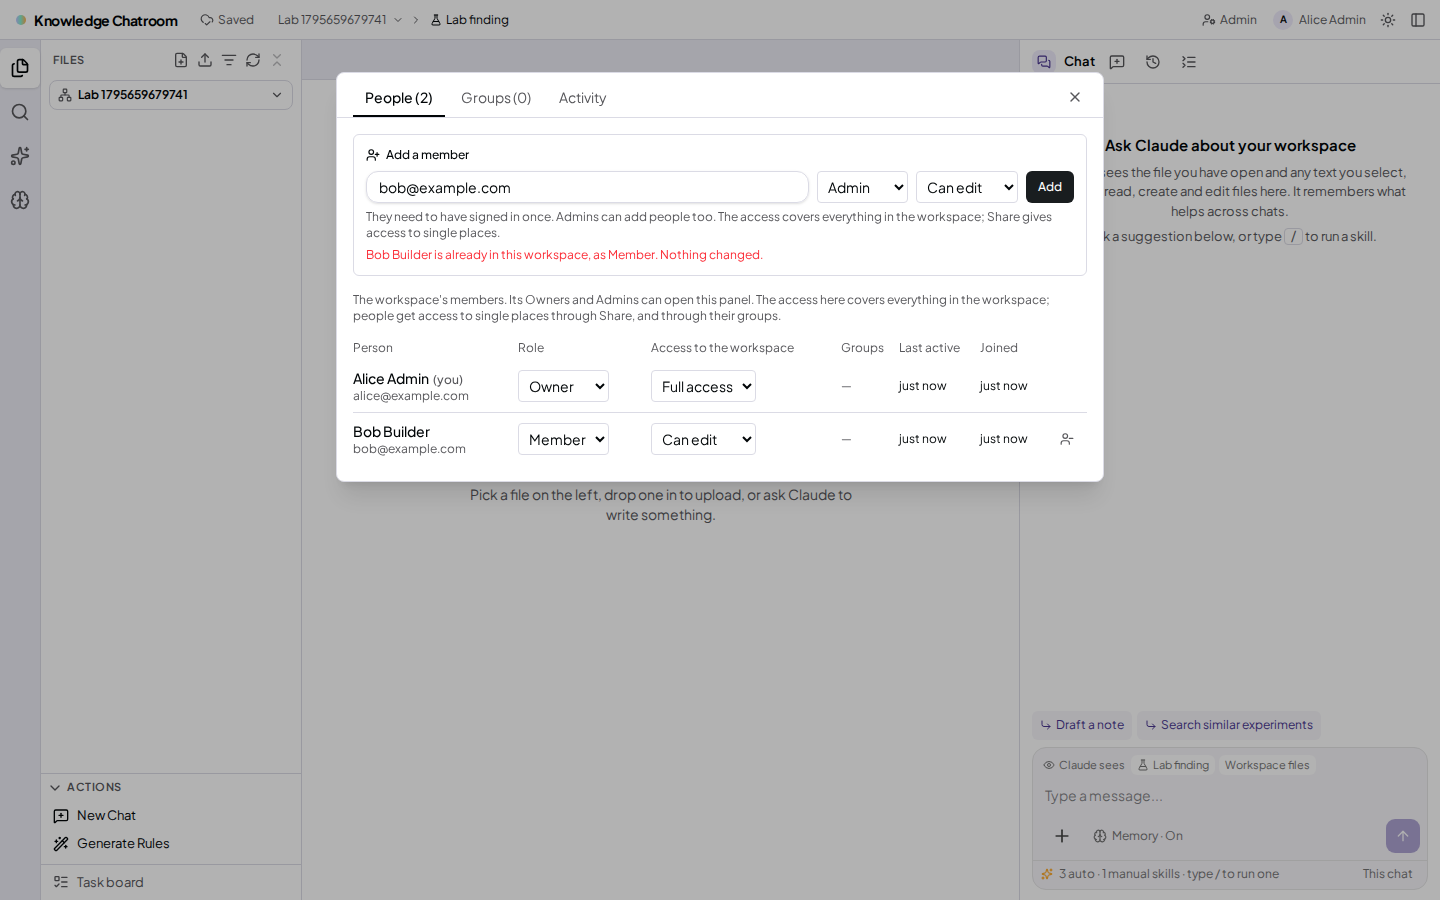 Knowledge Chatroom
Saved
Lab 1795659679741
Lab finding
Admin
A
Alice Admin
FILES
Lab 1795659679741
ACTIONS
New Chat
Generate Rules
Task board
People (2)
Groups (0)
Activity
Add a member
bob@example.com
Admin
Can edit
Add
They need to have signed in once. Admins can add people too. The access covers everything in the workspace; Share gives
access to single places.
Bob Builder is already in this workspace, as Member. Nothing changed.
The workspace's members. Its Owners and Admins can open this panel. The access here covers everything in the workspace;
people get access to single places through Share, and through their groups.
Person Role Access to the workspace Groups Last active Joined
Alice Admin (you) Owner Full access — just now just now
alice@example.com
Bob Builder Member Can edit — just now just now
bob@example.com
Pick a file on the left, drop one in to upload, or ask Claude to
write something.
Chat
Ask Claude about your workspace
sees the file you have open and any text you select,
read, create and edit files here. It remembers what
helps across chats.
k a suggestion below, or type / to run a skill.
Draft a note
Search similar experiments
Claude sees
Lab finding
Workspace files
Type a message...
Memory · On
3 auto · 1 manual skills · type / to run one
This chat